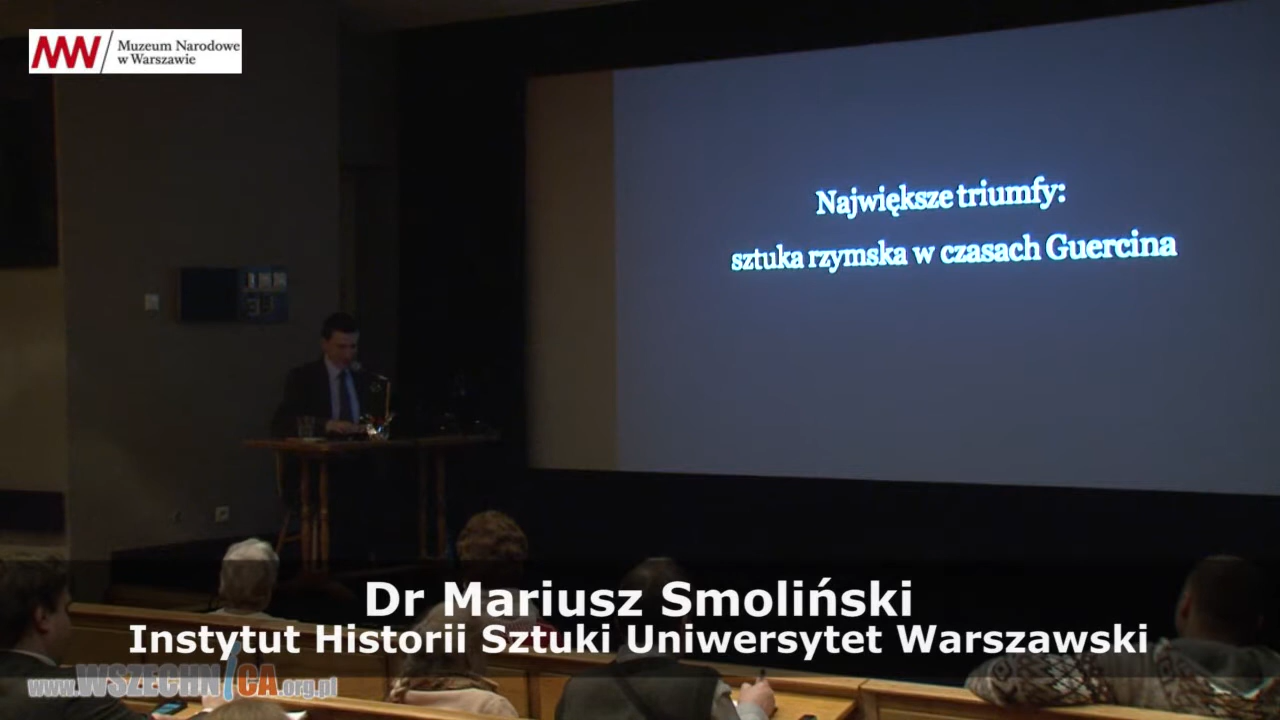 MW
Muzeum Narodowe
w Warszawie
Największe triumfy:
sztuka rzymska w czasach Guercina
Dr Mariusz Smoliński
Instytut Historii Sztuki Uniwersytet Warszawski
www.WSZECHNICA.org.pl